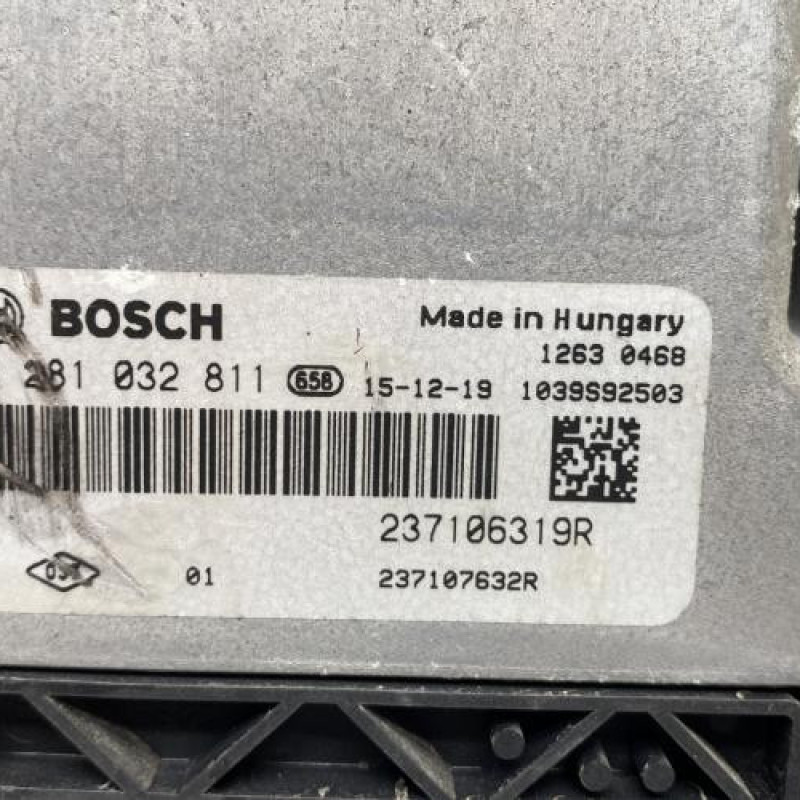 BOSCH
Made in Hungary
1263 0468
281 032 811 658 15-12-19 1039S92503
237106319R
01 237107632R